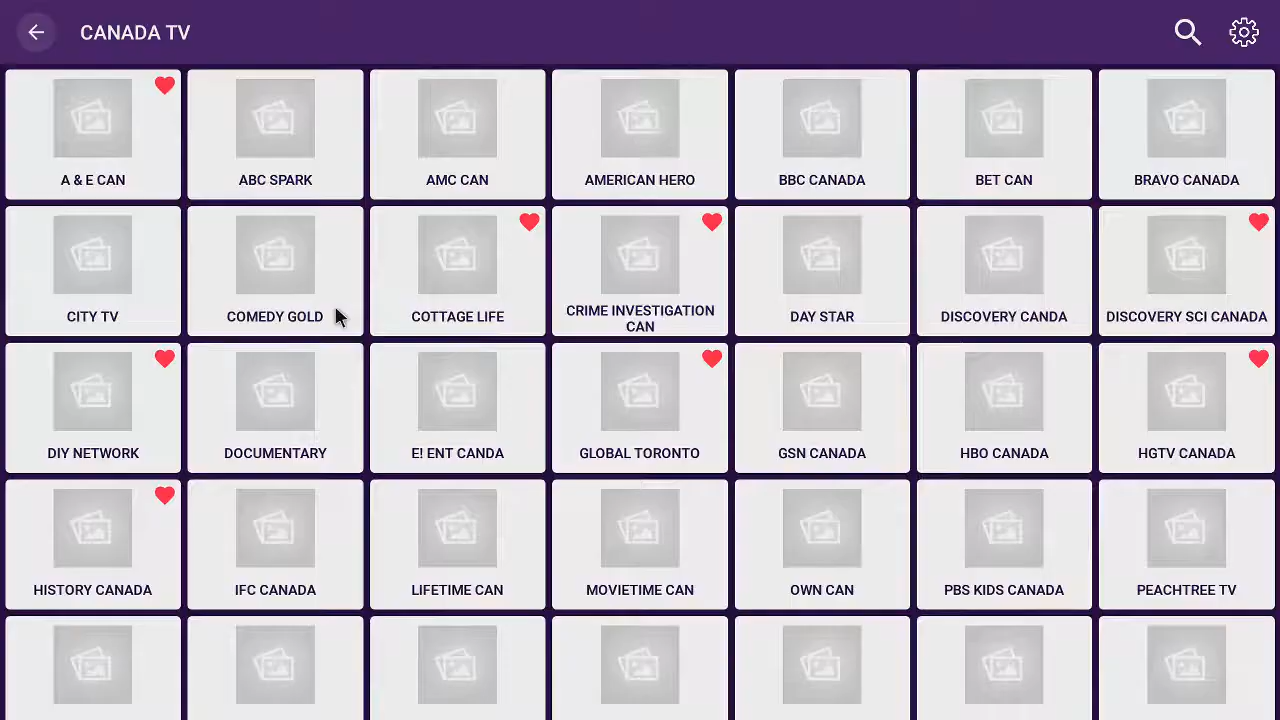 CANADA TV
A & E CAN
ABC SPARK
AMC CAN
AMERICAN HERO
BBC CANADA
BET CAN
BRAVO CANADA
CITY TV
COMEDY GOLD
COTTAGE LIFE
CRIME INVESTIGATION
CAN
DAY STAR
DISCOVERY CANDA
DISCOVERY SCI CANADA
DIY NETWORK
DOCUMENTARY
E! ENT CANDA
GLOBAL TORONTO
GSN CANADA
HBO CANADA
HGTV CANADA
HISTORY CANADA
IFC CANADA
LIFETIME CAN
MOVIETIME CAN
OWN CAN
PBS KIDS CANADA
PEACHTREE TV